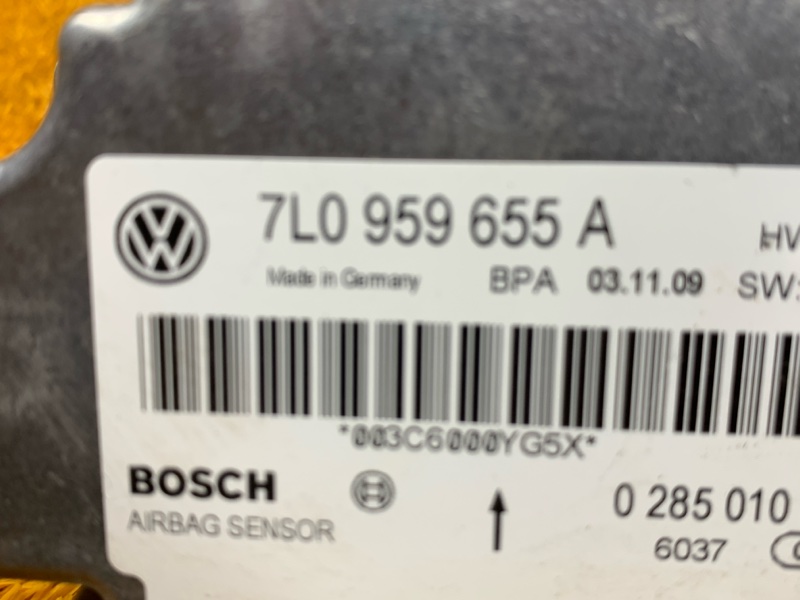 7L0 959 655 A
Made in Germany BPA 03.11.09
*003C6000YG5X*
BOSCH
AIRBAG SENSOR
0 285 010
6037